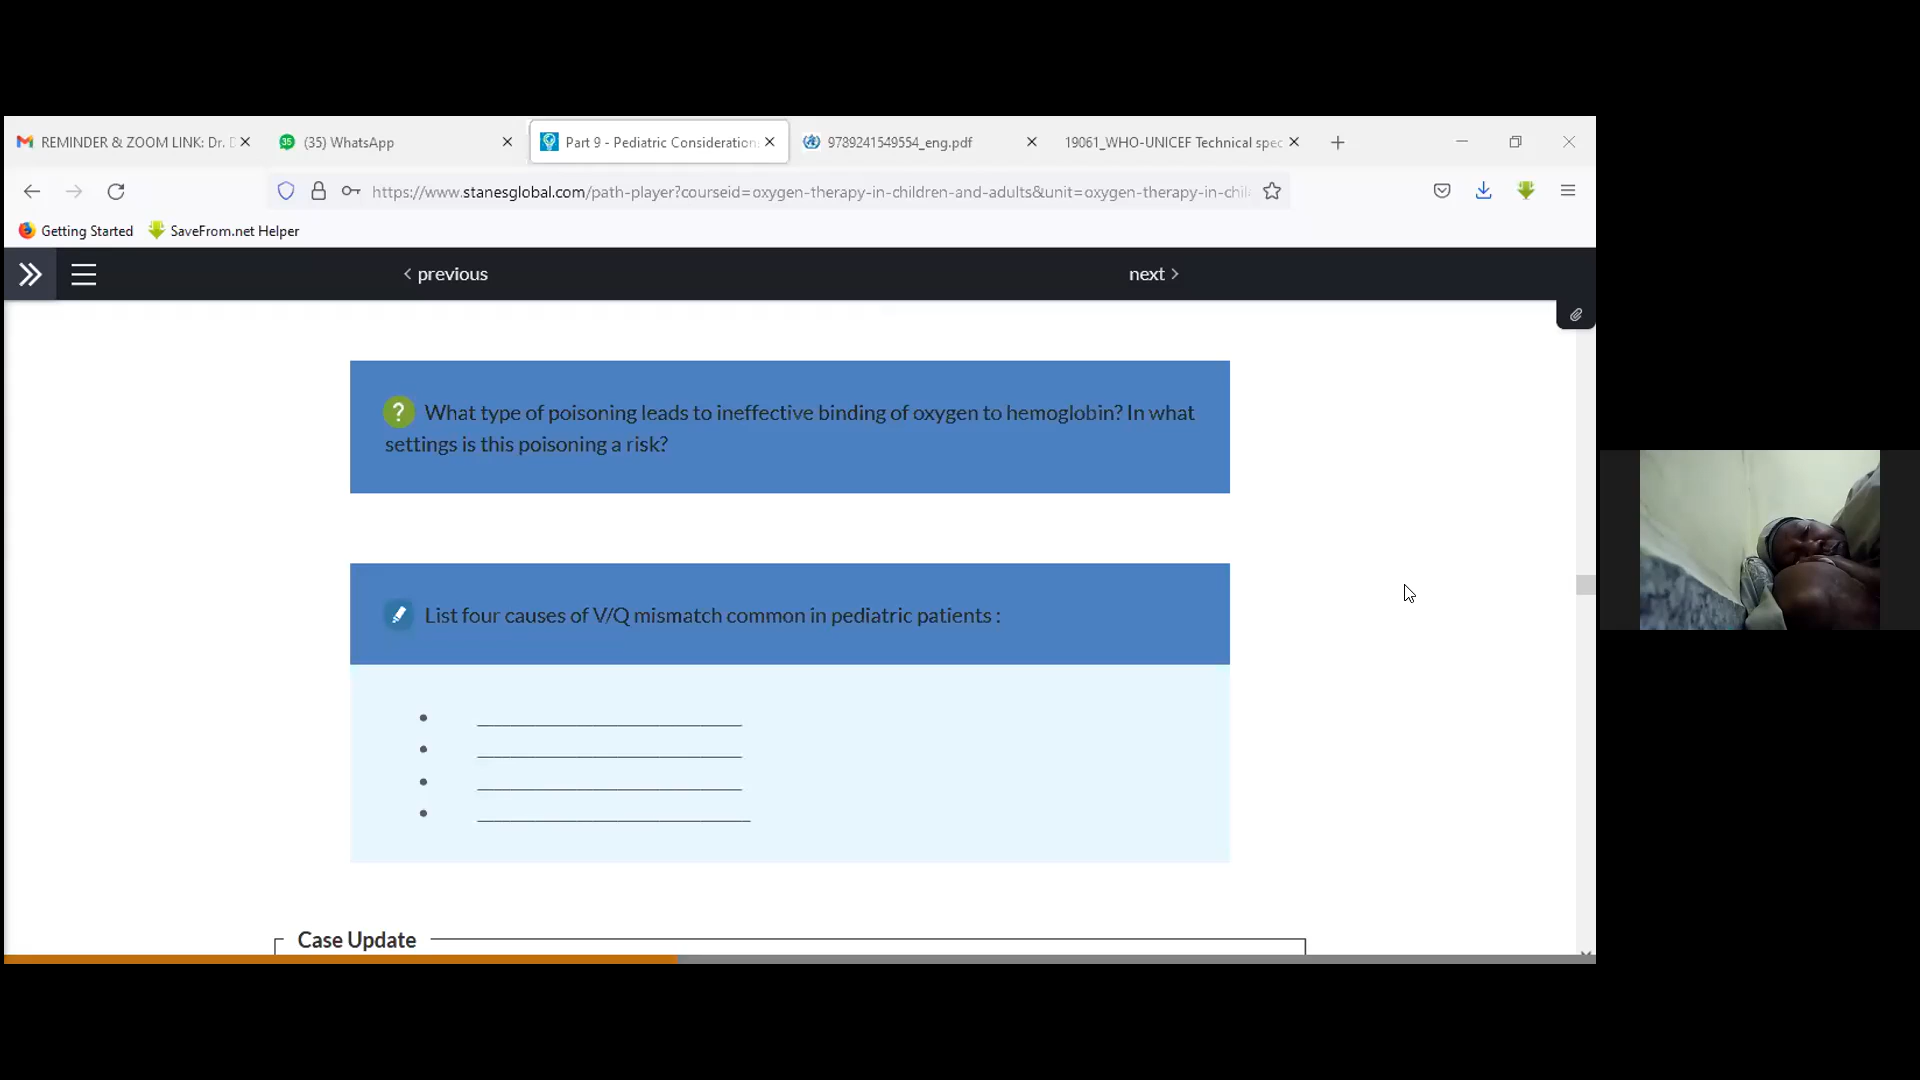 REMINDER & ZOOM LINK: Dr. D
35 (35) WhatsApp
Part 9 - Pediatric Consideration
9789241549554_eng.pdf
19061_WHO-UNICEF Technical spec
https://www.stanesglobal.com/path-player?courseid=oxygen-therapy-in-children-and-adults&unit=oxygen-therapy-in-chil
Getting Started
SaveFrom.net Helper
previous
next
? What type of poisoning leads to ineffective binding of oxygen to hemoglobin? In what
settings is this poisoning a risk?
List four causes of V/Q mismatch common in pediatric patients :
Case Update